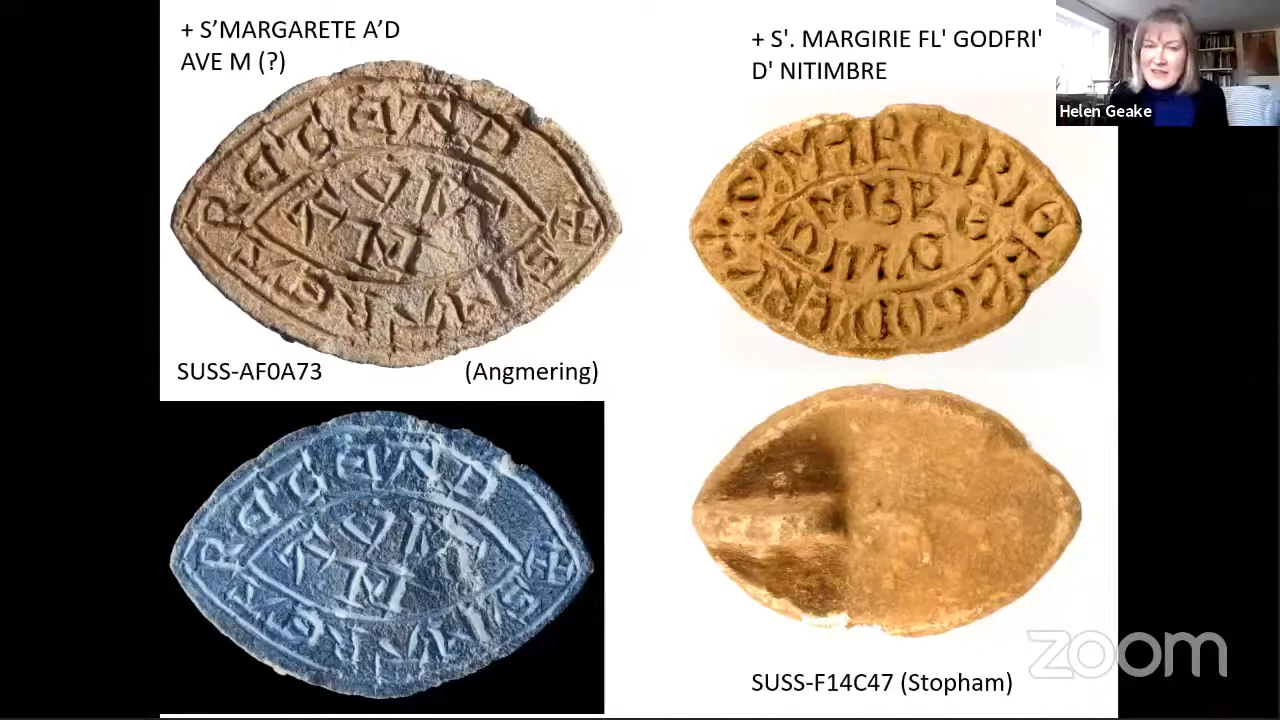 + S’MARGARETE A’D
AVE M (?)
+ S'. MARGIRIE FL' GODFRI'
D' NITIMBRE
Helen Geake
SUSS-AF0A73
(Angmering)
SUSS-F14C47 (Stopham)
zoom